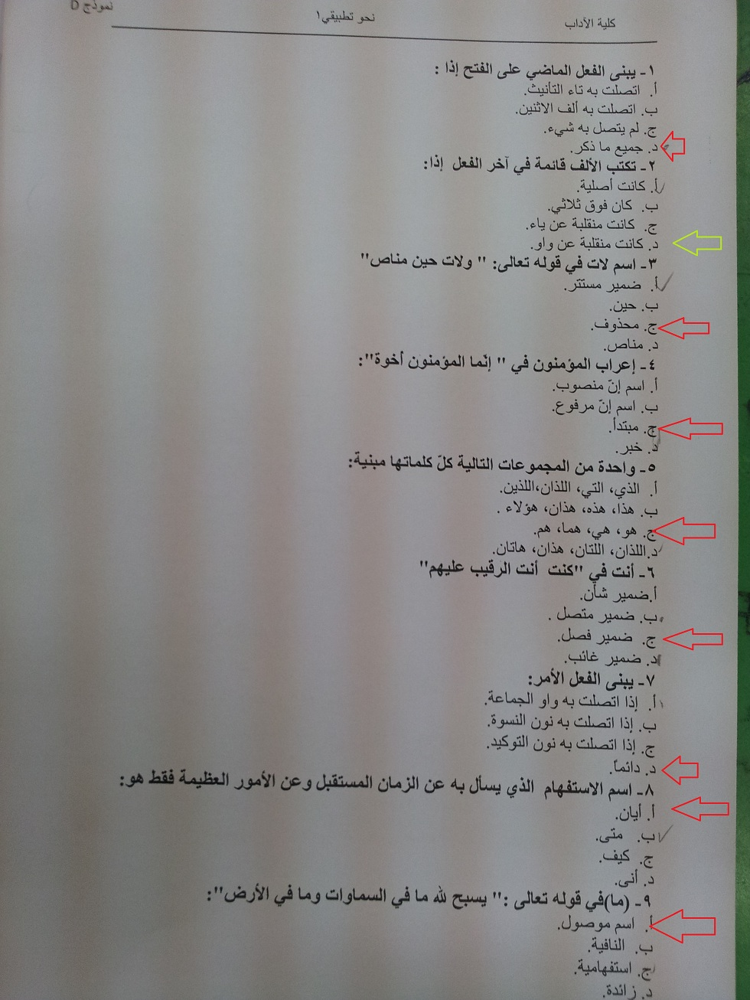 كلية الآداب
نحو تطبيقي١
نموذج D
١- يبنى الفعل الماضي على الفتح إذا :
أ. اتصلت به تاء التأنيث.
ب. اتصلت به ألف الاثنين.
ج. لم يتصل به شيء.
د. جميع ما ذكر.
٢- تكتب الألف قائمة في آخر الفعل إذا:
أ. كانت أصلية.
ب. كان فوق ثلاثي.
ج. كانت منقلبة عن ياء.
د. كانت منقلبة عن واو.
٣- اسم لات في قوله تعالى: " ولات حين مناص"
أ. ضمير مستتر.
ب. حين.
ج. محذوف.
د. مناص.
٤- إعراب المؤمنون في " إنّما المؤمنون أخوة":
أ. اسم إنّ منصوب.
ب. اسم إنّ مرفوع.
ج. مبتدأ.
د. خبر.
٥- واحدة من المجموعات التالية كلّ كلماتها مبنية:
أ. الذي، التي، اللذان،اللذين.
ب. هذا، هذه، هذان، هؤلاء .
ج. هو، هي، هما، هم.
د.اللذان، اللتان، هذان، هاتان.
٦- أنت في "كنت أنت الرقيب عليهم"
أ.ضمير شأن.
ب. ضمير متصل .
ج. ضمير فصل.
د. ضمير غائب.
٧- يبنى الفعل الأمر:
أ. إذا اتصلت به واو الجماعة.
ب. إذا اتصلت به نون النسوة.
ج. إذا اتصلت به نون التوكيد.
د. دائماً.
٨- اسم الاستفهام الذي يسأل به عن الزمان المستقبل وعن الأمور العظيمة فقط هو:
أ. أيان.
ب. متى.
ج. كيف.
د. أنى.
٩- (ما)في قوله تعالى :" يسبح لله ما في السماوات وما في الأرض":
أ. اسم موصول.
ب. النافية.
ج. استفهامية.
د. زائدة.